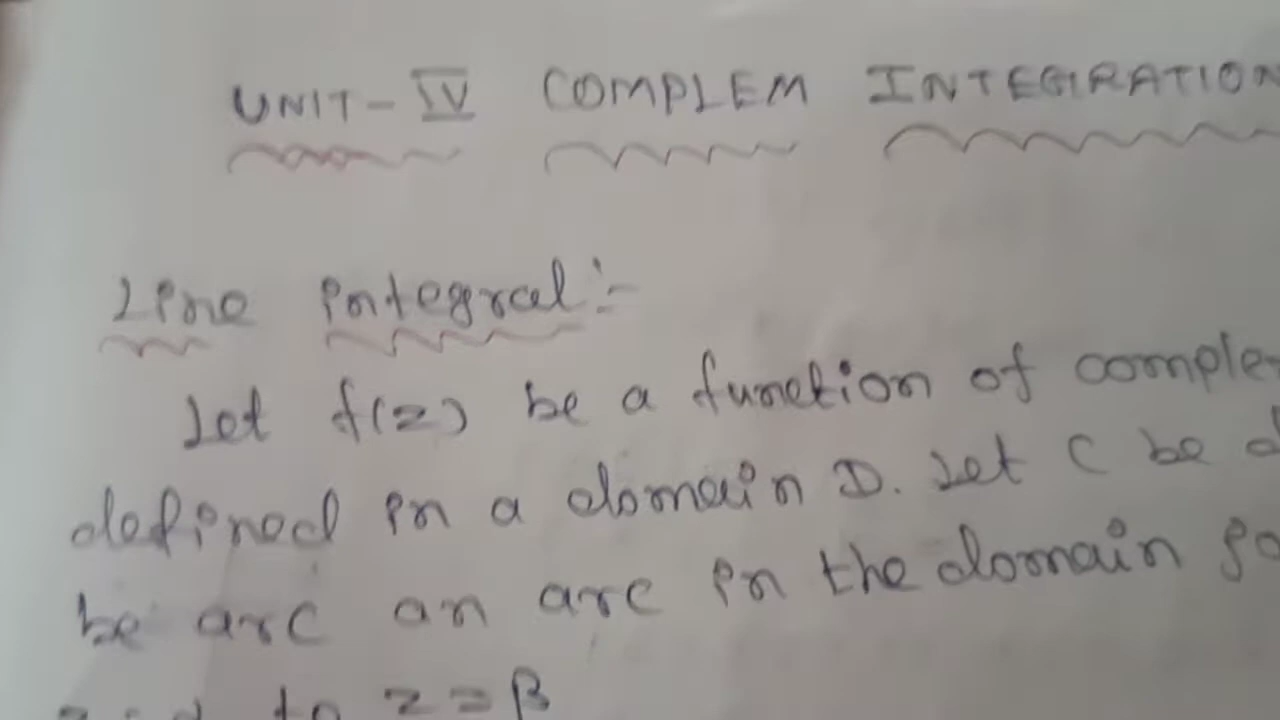 UNIT-IV COMPLEM INTEGRATION
Line integral:-
Let f(z) be a function of comple
defined in a domain D. Let C be
be arc an arc in the domain
to z=β